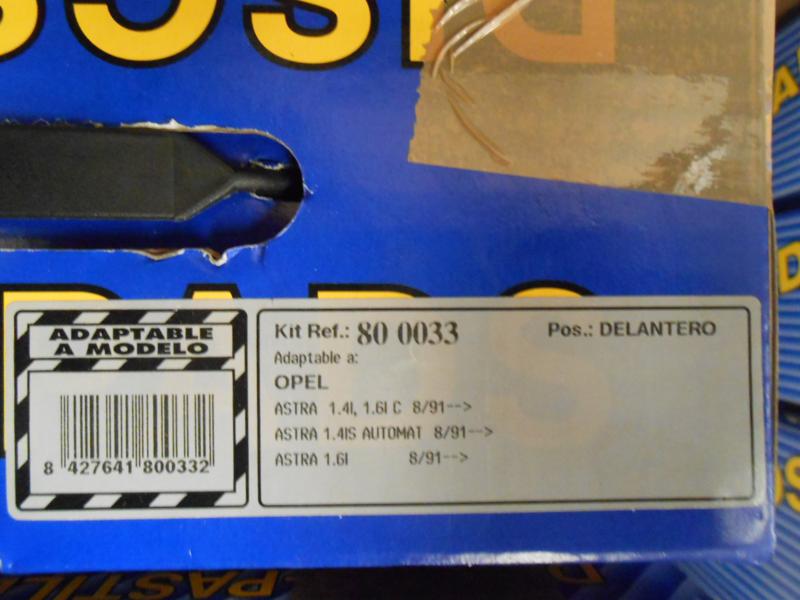 DISCOS
ADAPTABLE
A MODELO
8 427641 800332
Kit Ref.: 80 0033 Pos.: DELANTERO
Adaptable a:
OPEL
ASTRA 1.4I, 1.6I C 8/91-->
ASTRA 1.4IS AUTOMAT 8/91-->
ASTRA 1.6I 8/91-->